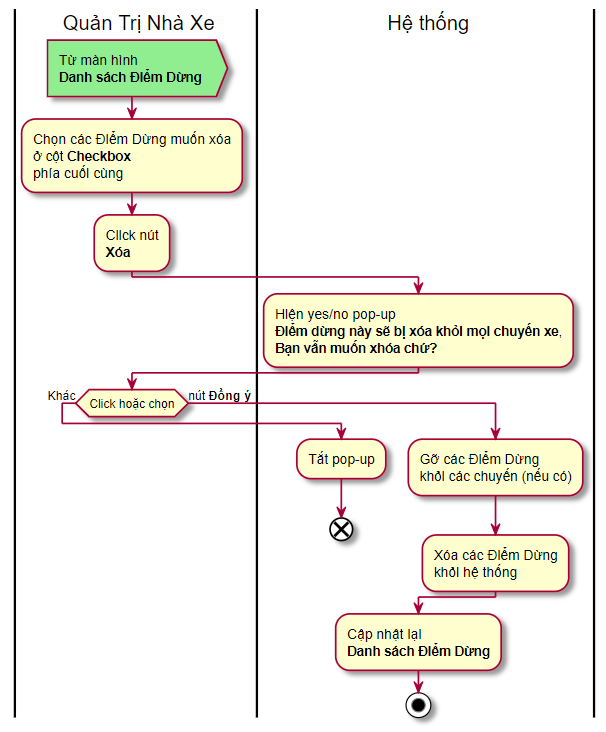 Quản Trị Nhà Xe
Hệ thống
Từ màn hình
Danh sách Điểm Dừng
Chọn các Điểm Dừng muốn xóa
ở cột Checkbox
phía cuối cùng
Click nút
Xóa
Hiện yes/no pop-up
Điểm dừng này sẽ bị xóa khỏi mọi chuyến xe,
Bạn vẫn muốn xhóa chứ?
Khác
Click hoặc chọn
nút Đồng ý
Tắt pop-up
Gỡ các Điểm Dừng
khỏi các chuyến (nếu có)
Xóa các Điểm Dừng
khỏi hệ thống
Cập nhật lại
Danh sách Điểm Dừng